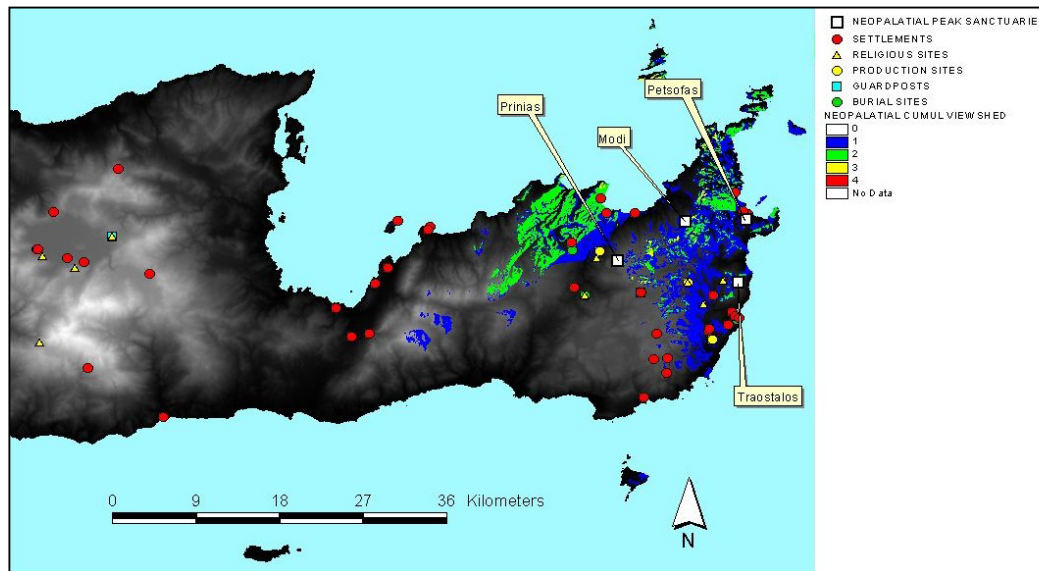 NEOPALATIAL PEAK SANCTUARIE
SETTLEMENTS
RELIGIOUS SITES
PRODUCTION SITES
GUARDPOSTS
BURIAL SITES
NEOPALATIAL CUMUL VIEWSHED
0
1
2
3
4
No Data
Petsofas
Prinias
Modi
Traostalos
0 9 18 27 36 Kilometers
N